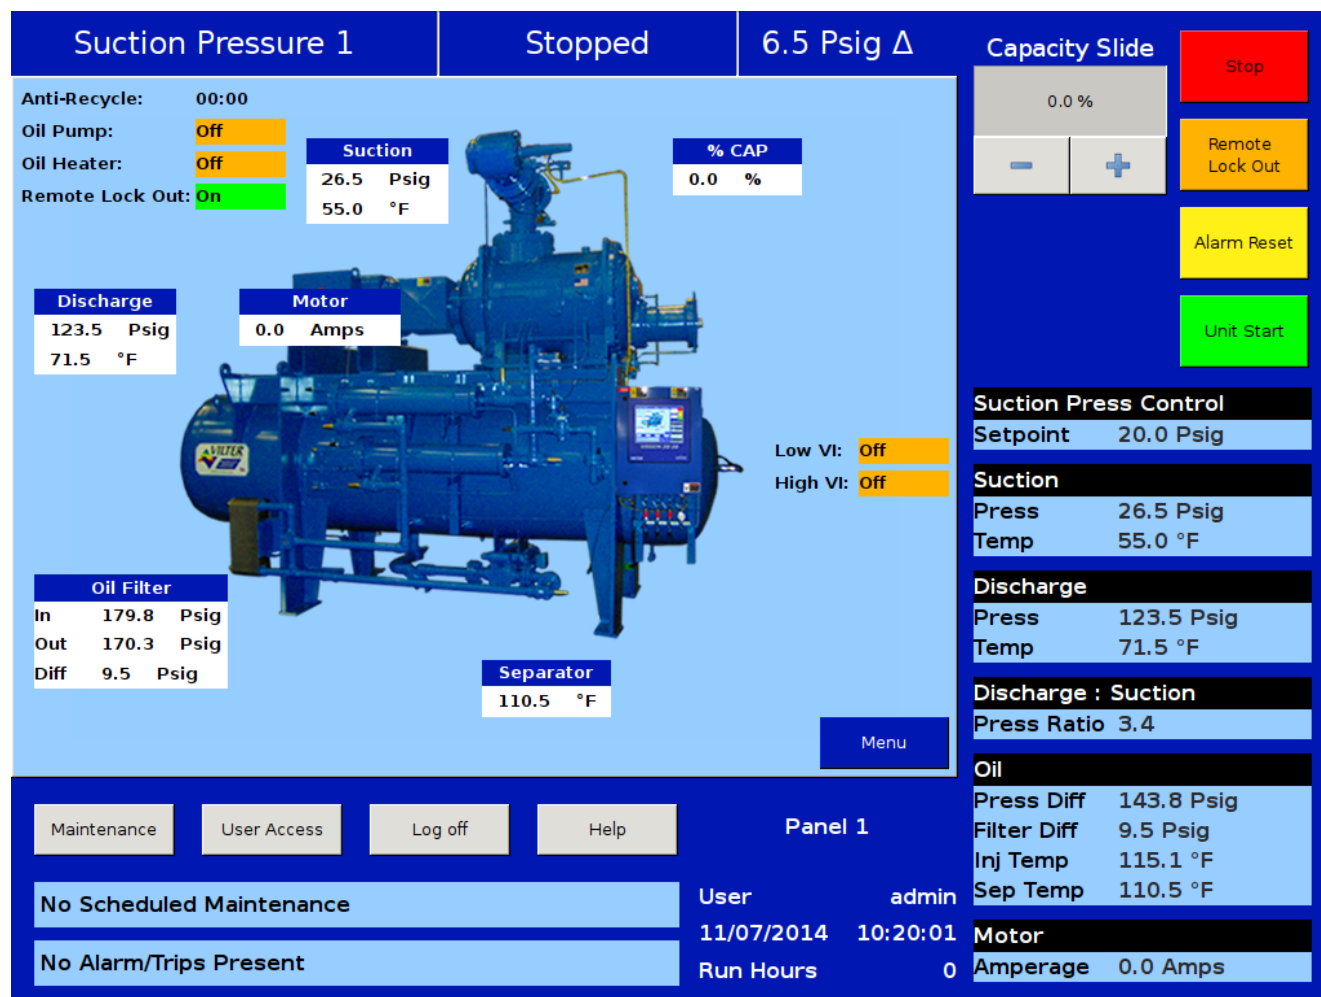 Suction Pressure 1
Stopped
6.5 Psig Δ
Capacity Slide
0.0 %
Stop
Remote
Lock Out
Alarm Reset
Unit Start
Anti-Recycle: 00:00
Oil Pump: Off
Oil Heater: Off
Remote Lock Out: On
Suction
26.5 Psig
55.0 °F
% CAP
0.0 %
Discharge
123.5 Psig
71.5 °F
Motor
0.0 Amps
VILTER
Low VI: Off
High VI: Off
Oil Filter
In 179.8 Psig
Out 170.3 Psig
Diff 9.5 Psig
Separator
110.5 °F
Menu
Suction Press Control
Setpoint 20.0 Psig
Suction
Press 26.5 Psig
Temp 55.0 °F
Discharge
Press 123.5 Psig
Temp 71.5 °F
Discharge : Suction
Press Ratio 3.4
Oil
Press Diff 143.8 Psig
Filter Diff 9.5 Psig
Inj Temp 115.1 °F
Sep Temp 110.5 °F
Motor
Amperage 0.0 Amps
Maintenance
User Access
Log off
Help
Panel 1
No Scheduled Maintenance
No Alarm/Trips Present
User admin
11/07/2014 10:20:01
Run Hours 0